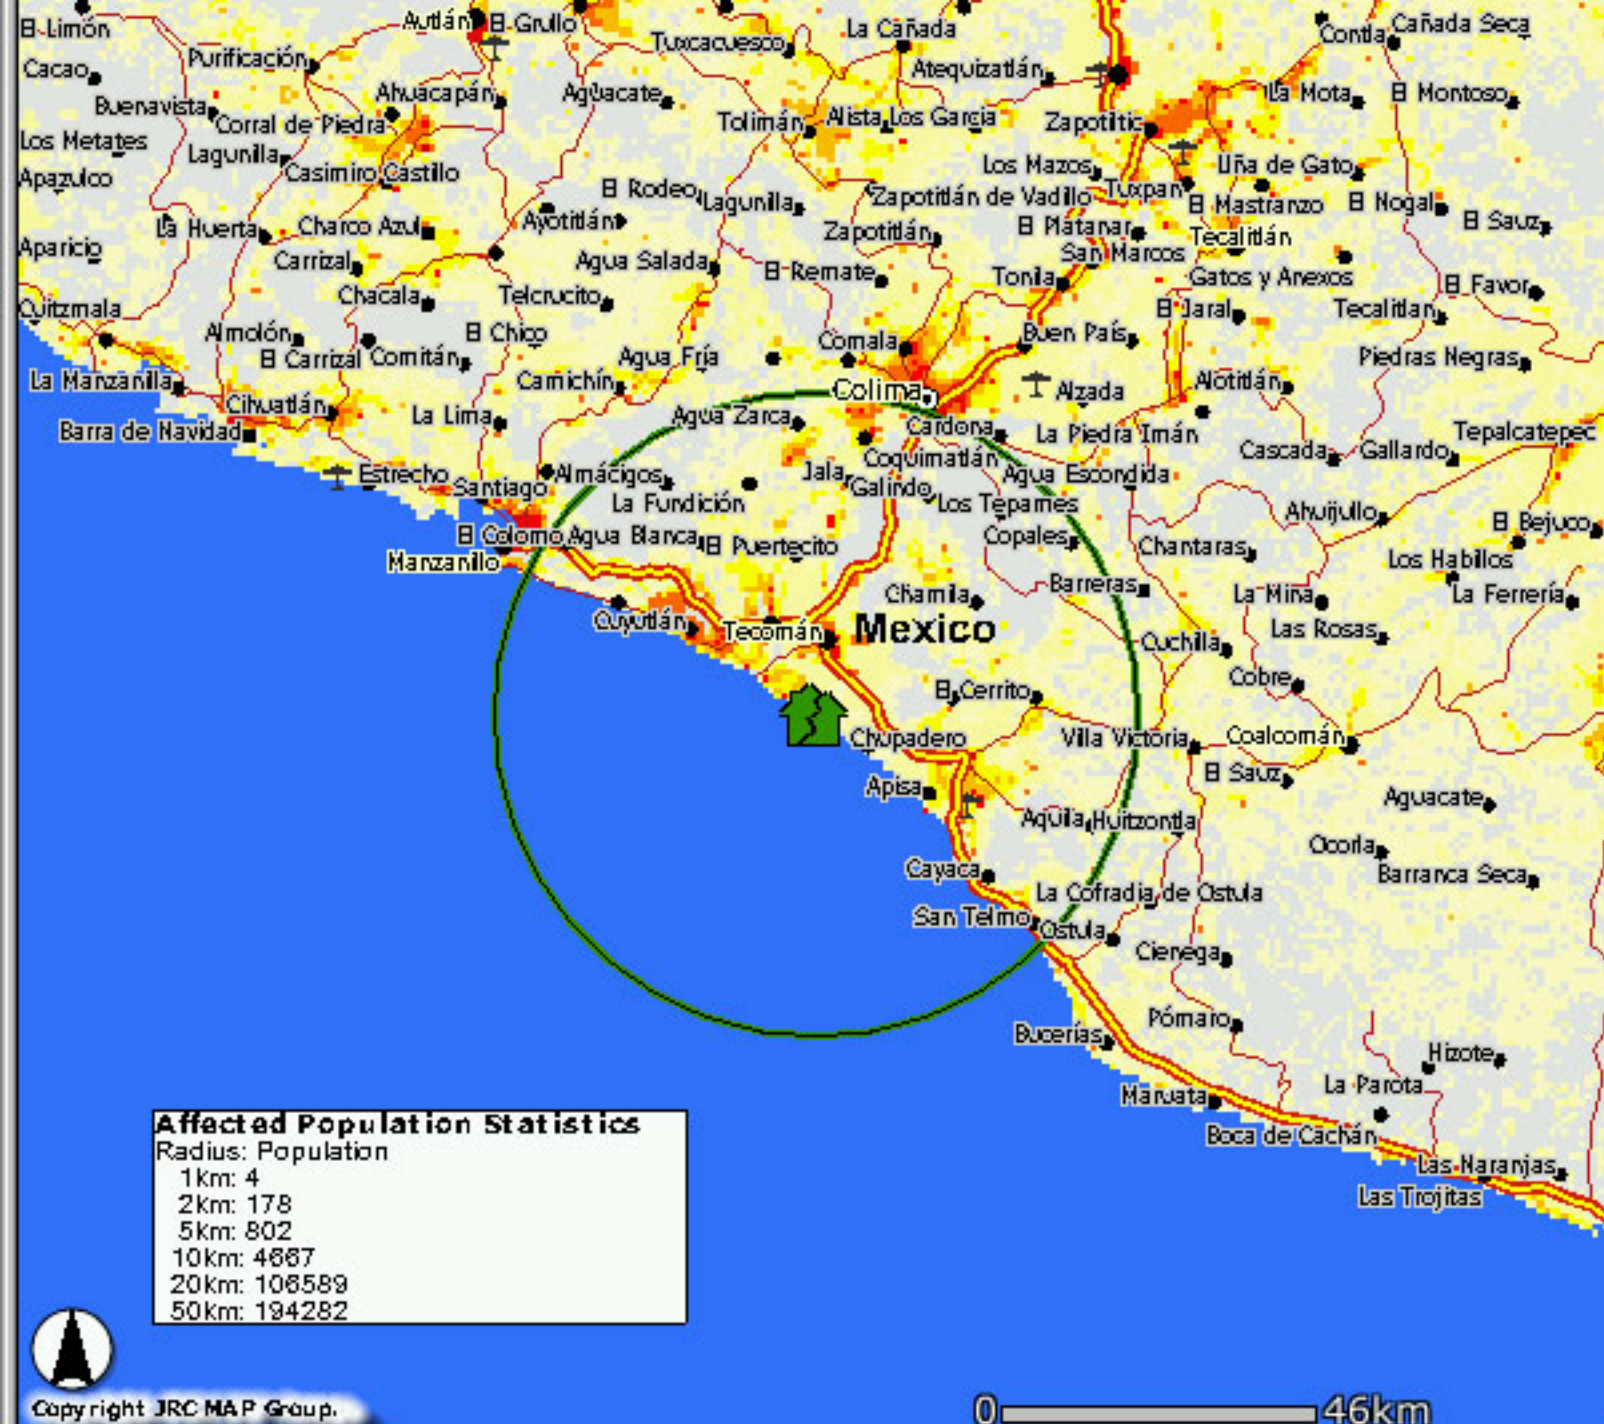 Autlán El Grullo
El Limón
La Cañada
Contla Cañada Seca
Tuxcacuesco
Purificación
Cacao
Atequizatlán
Ahuacapán Aguacate
La Mota El Montoso
Buenavista
Corral de Piedra
Tolimán Alista Los Garcia
Zapotiltic
Los Metates
Lagunilla
Casimiro Castillo
Los Mazos
Uña de Gato
Apazulco
El Rodeo
Lagunilla
Zapotitlán de Vadillo
Tuxpan
El Mastranzo
El Nogal
El Sauz
La Huerta
Charco Azul
Ayotitlán
Zapotitlán
El Platanar
Tecalitlán
Aparicio
Carrizal
Agua Salada
El Remate
San Marcos
Tonila
Gatos y Anexos
El Favor
Cuitzmala
Chacala
Telcrucito
El Jaral
Tecalitlan
Almolón
El Chico
Comala
Buen País
El Carrizal Comitán
Agua Fría
Piedras Negras
La Manzanilla
Camichín
Colima
Alzada
Alotitlán
Cihuatlán
La Lima
Agua Zarca
Cardona
La Piedra Imán
Barra de Navidad
Tepalcatepec
Coquimatlán
Cascada
Gallardo
Estrecho
Santiago
Almácigos
Jala
Galindo
Agua Escondida
La Fundición
Los Tepames
Ahuijullo
El Bejuco
El Colomo Agua Blanca
El Puertecito
Copales
Chantaras
Manzanillo
Los Habillos
Chamila
Barreras
La Mina
La Ferrería
Cuyutlán
Tecomán
Mexico
Las Rosas
Cuchilla
Cobre
El Cerrito
Chupadero
Villa Victoria
Coalcomán
El Sauz
Apisa
Aguacate
Aquila Huitzontla
Ocorla
Cayaca
Barranca Seca
La Cofradia de Ostula
San Telmo
Ostula
Cienega
Bucerías
Pómaro
Hizote
La Parota
Maruata
Boca de Cachán
Las Naranjas
Las Trojitas
Affected Population Statistics
Radius: Population
1km: 4
2km: 178
5km: 802
10km: 4667
20km: 106589
50km: 194282
Copyright JRC MAP Group.
0 46km